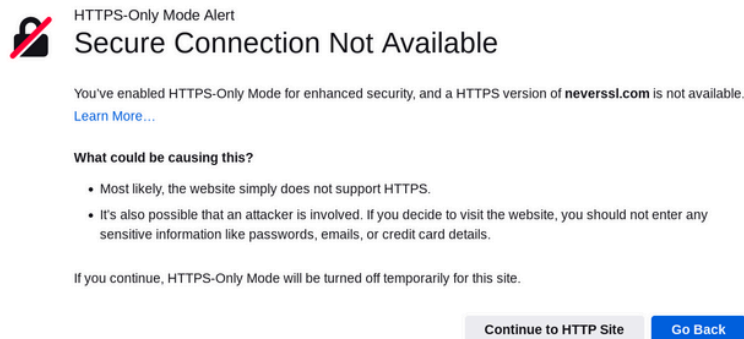 HTTPS-Only Mode Alert
Secure Connection Not Available
You've enabled HTTPS-Only Mode for enhanced security, and a HTTPS version of neverssl.com is not available.
Learn More…
What could be causing this?
• Most likely, the website simply does not support HTTPS.
• It's also possible that an attacker is involved. If you decide to visit the website, you should not enter any
sensitive information like passwords, emails, or credit card details.
If you continue, HTTPS-Only Mode will be turned off temporarily for this site.
Continue to HTTP Site Go Back